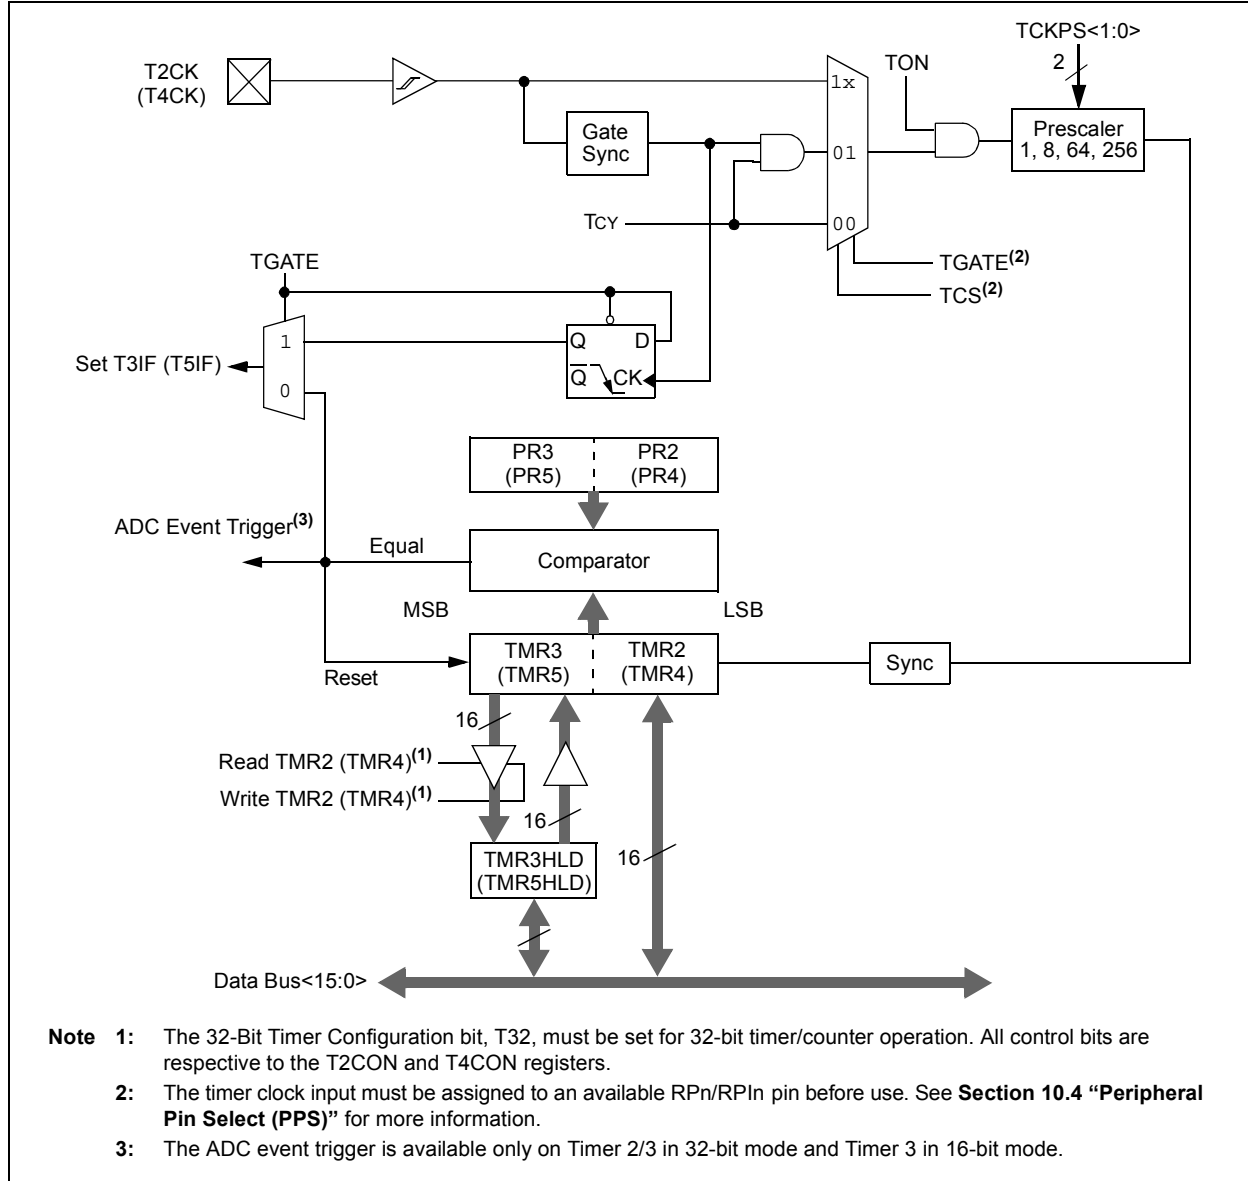 TCKPS<1:0>
2
T2CK
(T4CK)
TON
1x
Gate
Sync
Prescaler
1, 8, 64, 256
01
TCY
00
TGATE(2)
TCS(2)
TGATE
1
Q D
Set T3IF (T5IF)
0
Q CK
PR3 PR2
(PR5) (PR4)
ADC Event Trigger(3)
Equal
Comparator
MSB LSB
TMR3 TMR2
(TMR5) (TMR4)
Sync
Reset
16
Read TMR2 (TMR4)(1)
Write TMR2 (TMR4)(1)
16
TMR3HLD
(TMR5HLD)
16
Data Bus<15:0>
Note 1: The 32-Bit Timer Configuration bit, T32, must be set for 32-bit timer/counter operation. All control bits are
respective to the T2CON and T4CON registers.
2: The timer clock input must be assigned to an available RPn/RPIn pin before use. See Section 10.4 “Peripheral
Pin Select (PPS)” for more information.
3: The ADC event trigger is available only on Timer 2/3 in 32-bit mode and Timer 3 in 16-bit mode.